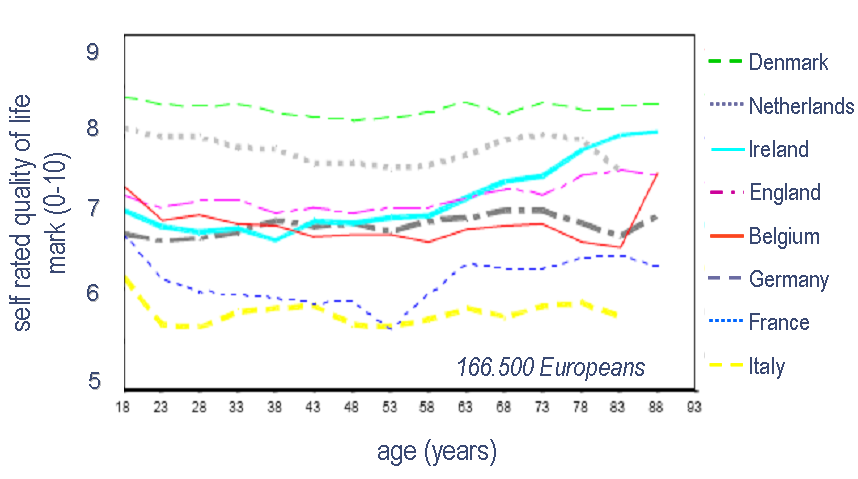 9
8
7
6
5
self rated quality of life
mark (0-10)
166.500 Europeans
18 23 28 33 38 43 48 53 58 63 68 73 78 83 88 93
age (years)
Denmark
Netherlands
Ireland
England
Belgium
Germany
France
Italy